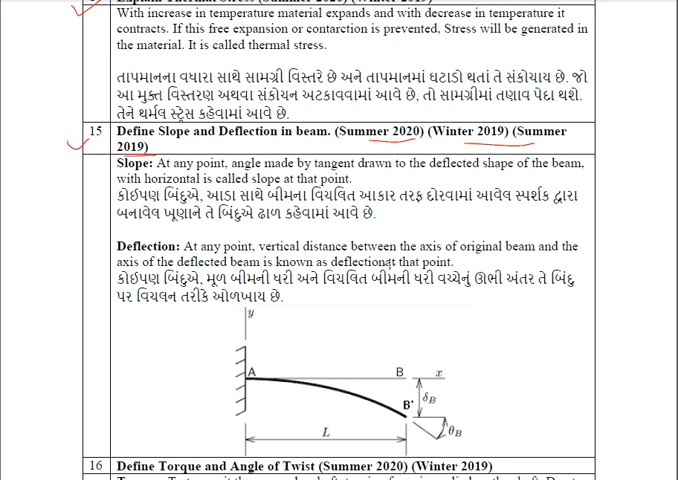 Explain Thermal Stress (Summer 2020) (Winter 2019)
With increase in temperature material expands and with decrease in temperature it
contracts. If this free expansion or contarction is prevented, Stress will be generated in
the material. It is called thermal stress.
તાપમાનના વધારા સાથે સામગ્રી વિસ્તરે છે અને તાપમાનમાં ઘટાડો થતાં તે સંકોચાય છે. જો
આ મુક્ત વિસ્તરણ અથવા સંકોચન અટકાવવામાં આવે છે, તો સામગ્રીમાં તણાવ પેદા થશે.
તેને થર્મલ સ્ટ્રેસ કહેવામાં આવે છે.
15 Define Slope and Deflection in beam. (Summer 2020) (Winter 2019) (Summer
2019)
Slope: At any point, angle made by tangent drawn to the deflected shape of the beam,
with horizontal is called slope at that point.
કોઈપણ બિંદુએ, આડા સાથે બીમના વિચલિત આકાર તરફ દોરવામાં આવેલ સ્પર્શક દ્વારા
બનાવેલ ખૂણાને તે બિંદુએ ઢાળ કહેવામાં આવે છે.
Deflection: At any point, vertical distance between the axis of original beam and the
axis of the deflected beam is known as deflectionat that point.
કોઈપણ બિંદુએ, મૂળ બીમની ધરી અને વિચલિત બીમની ધરી વચ્ચેનું ઊભી અંતર તે બિંદુ
પર વિચલન તરીકે ઓળખાય છે.
y
A B x
B' δB
θB
L
16 Define Torque and Angle of Twist (Summer 2020) (Winter 2019)